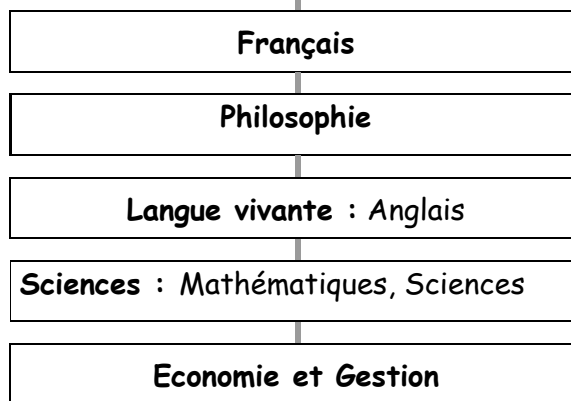 Français
Philosophie
Langue vivante : Anglais
Sciences : Mathématiques, Sciences
Economie et Gestion